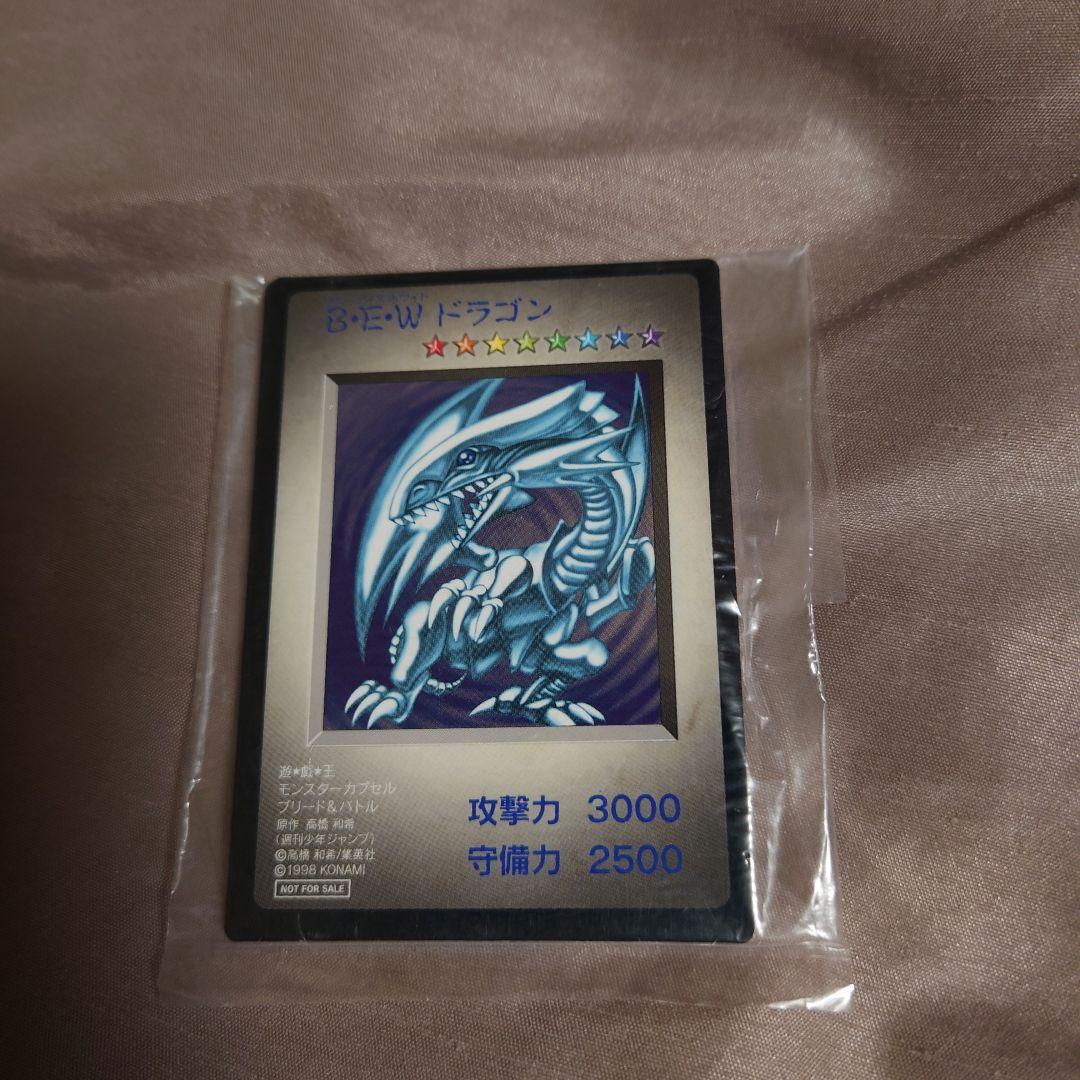 B・E・W ドラゴン
遊★戯★王
モンスターカプセル
ブリード&バトル
原作 高橋 和希
(週刊少年ジャンプ)
©高橋 和希/集英社
©1998 KONAMI
NOT FOR SALE
攻撃力 3000
守備力 2500